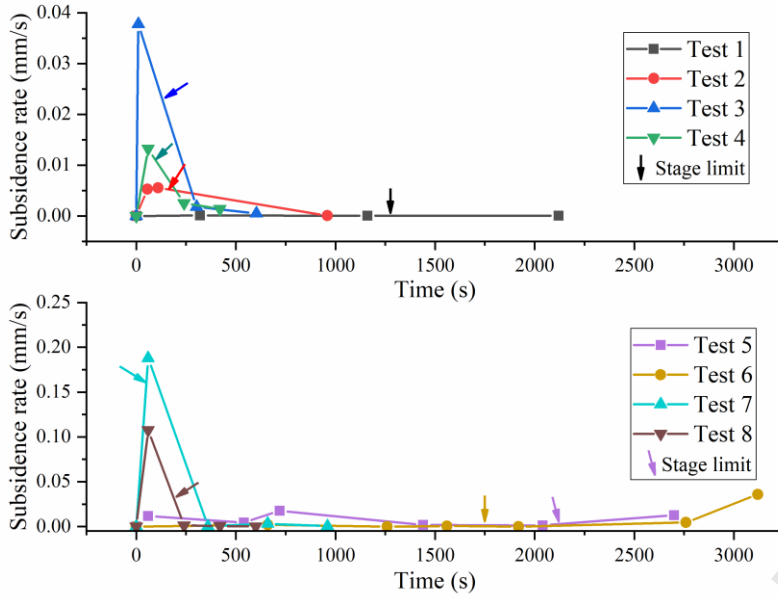 0.04
0.03
0.02
0.01
0.00
Subsidence rate (mm/s)
Test 1
Test 2
Test 3
Test 4
Stage limit
0 500 1000 1500 2000 2500 3000
Time (s)
0.25
0.20
0.15
0.10
0.05
0.00
Subsidence rate (mm/s)
Test 5
Test 6
Test 7
Test 8
Stage limit
0 500 1000 1500 2000 2500 3000
Time (s)